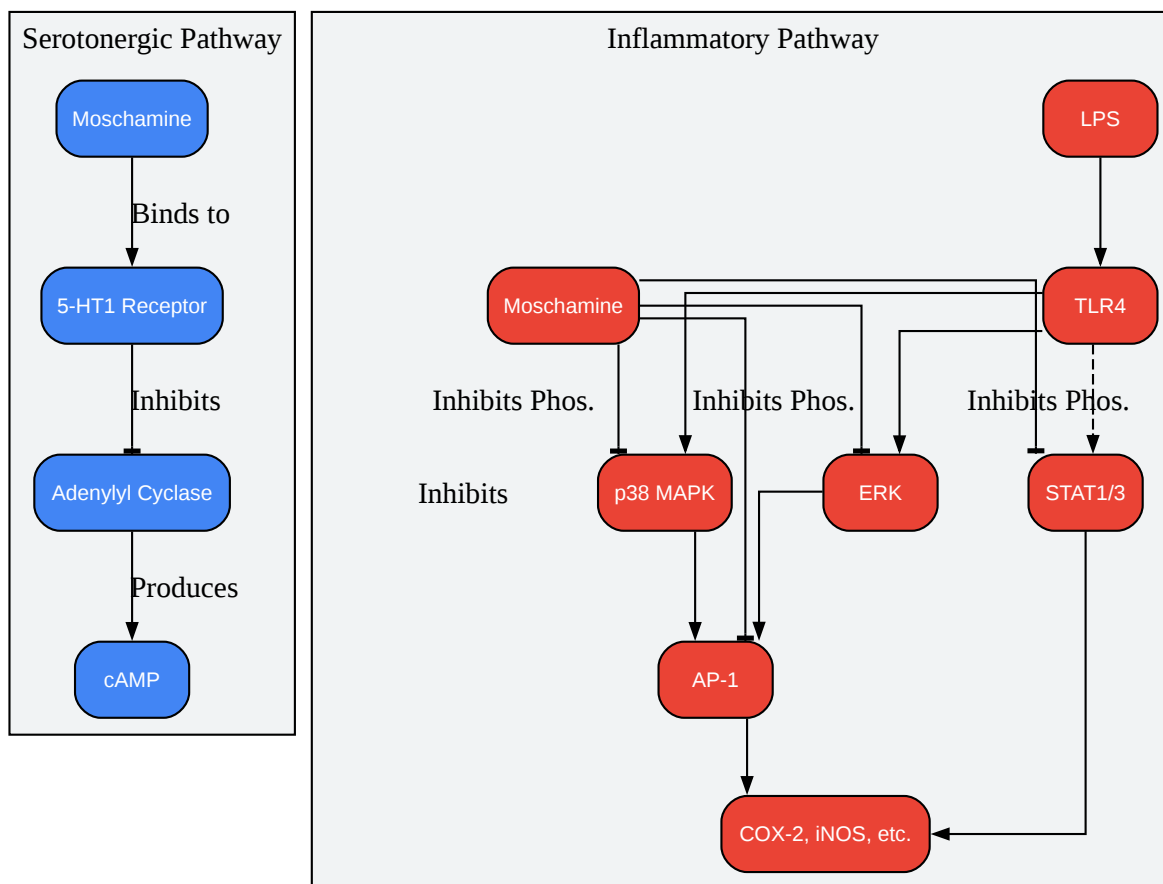 Serotonergic Pathway
Moschamine
Binds to
5-HT1 Receptor
Inhibits
Adenylyl Cyclase
Produces
cAMP
Inflammatory Pathway
LPS
Moschamine
TLR4
Inhibits Phos.
Inhibits Phos.
Inhibits Phos.
Inhibits
p38 MAPK
ERK
STAT1/3
AP-1
COX-2, iNOS, etc.